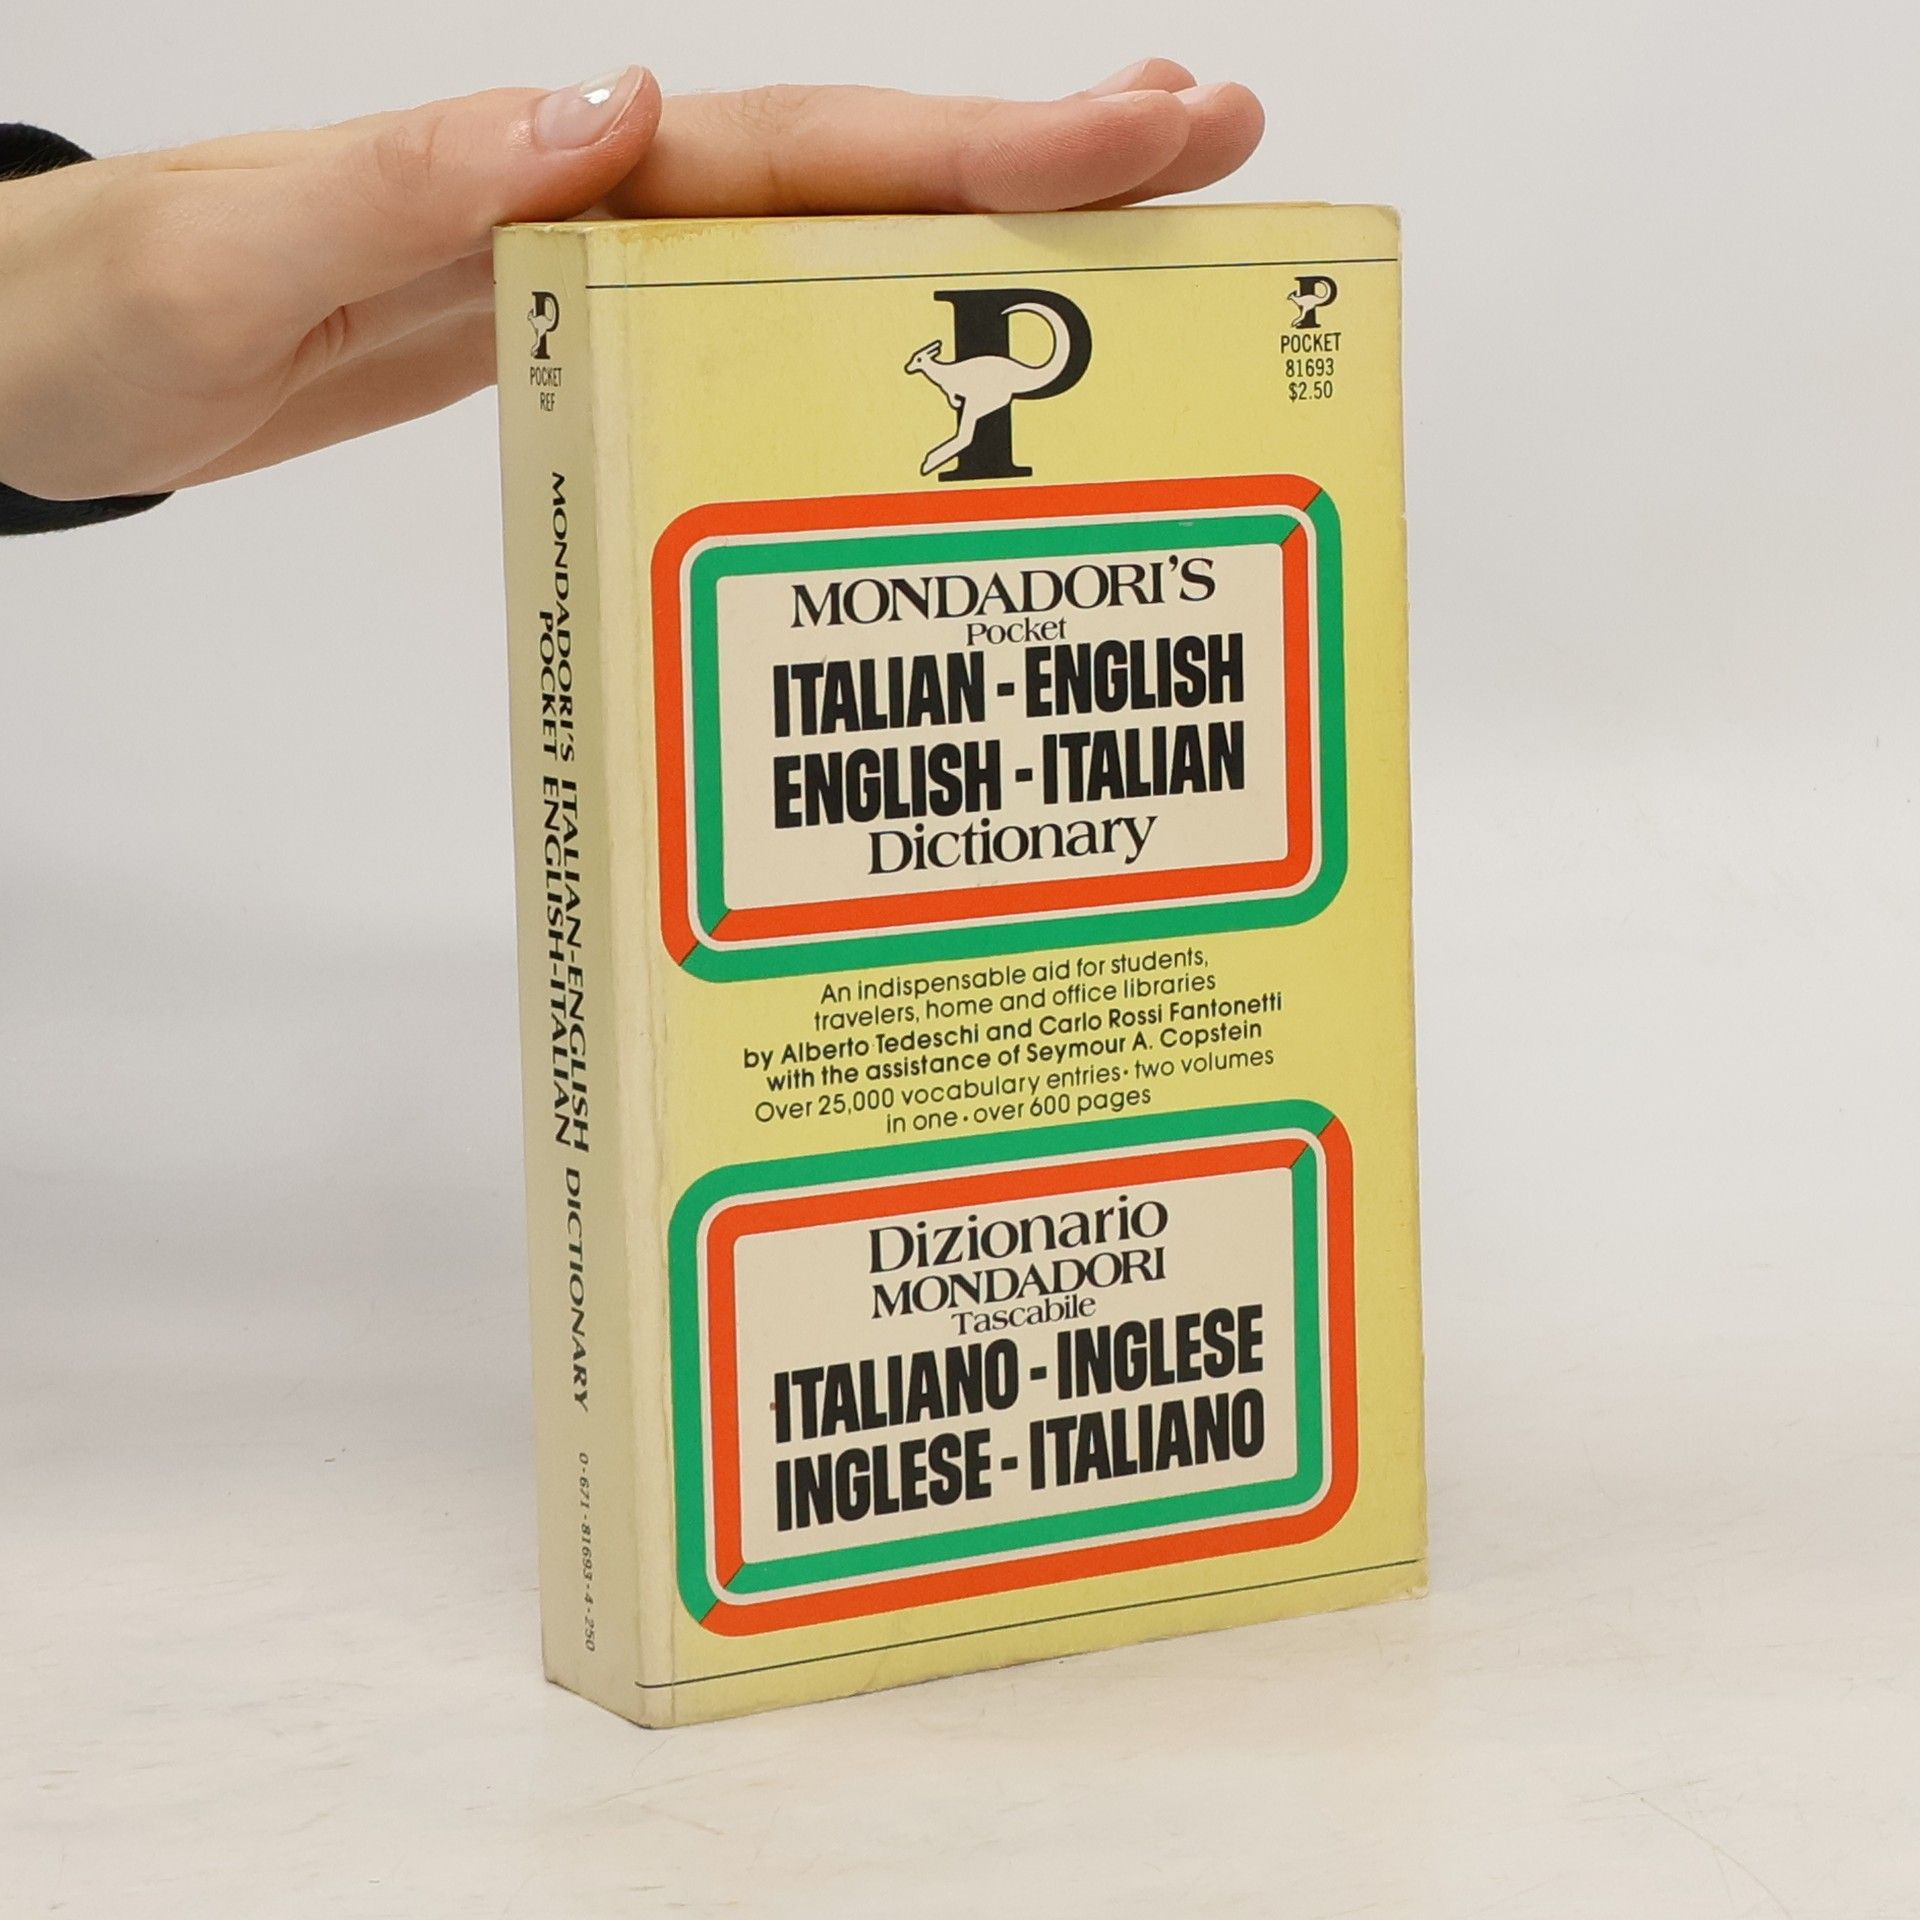 P
POCKET
REF
MONDADORI'S ITALIAN-ENGLISH DICTIONARY
POCKET ENGLISH-ITALIAN
0-671-81693-4-250
P
P
POCKET
81693
$2.50
MONDADORI'S
Pocket
ITALIAN-ENGLISH
ENGLISH-ITALIAN
Dictionary
An indispensable aid for students,
travelers, home and office libraries
by Alberto Tedeschi and Carlo Rossi Fantonetti
with the assistance of Seymour A. Copstein
Over 25,000 vocabulary entries • two volumes
in one • over 600 pages
Dizionario
MONDADORI
Tascabile
ITALIANO-INGLESE
INGLESE-ITALIANO